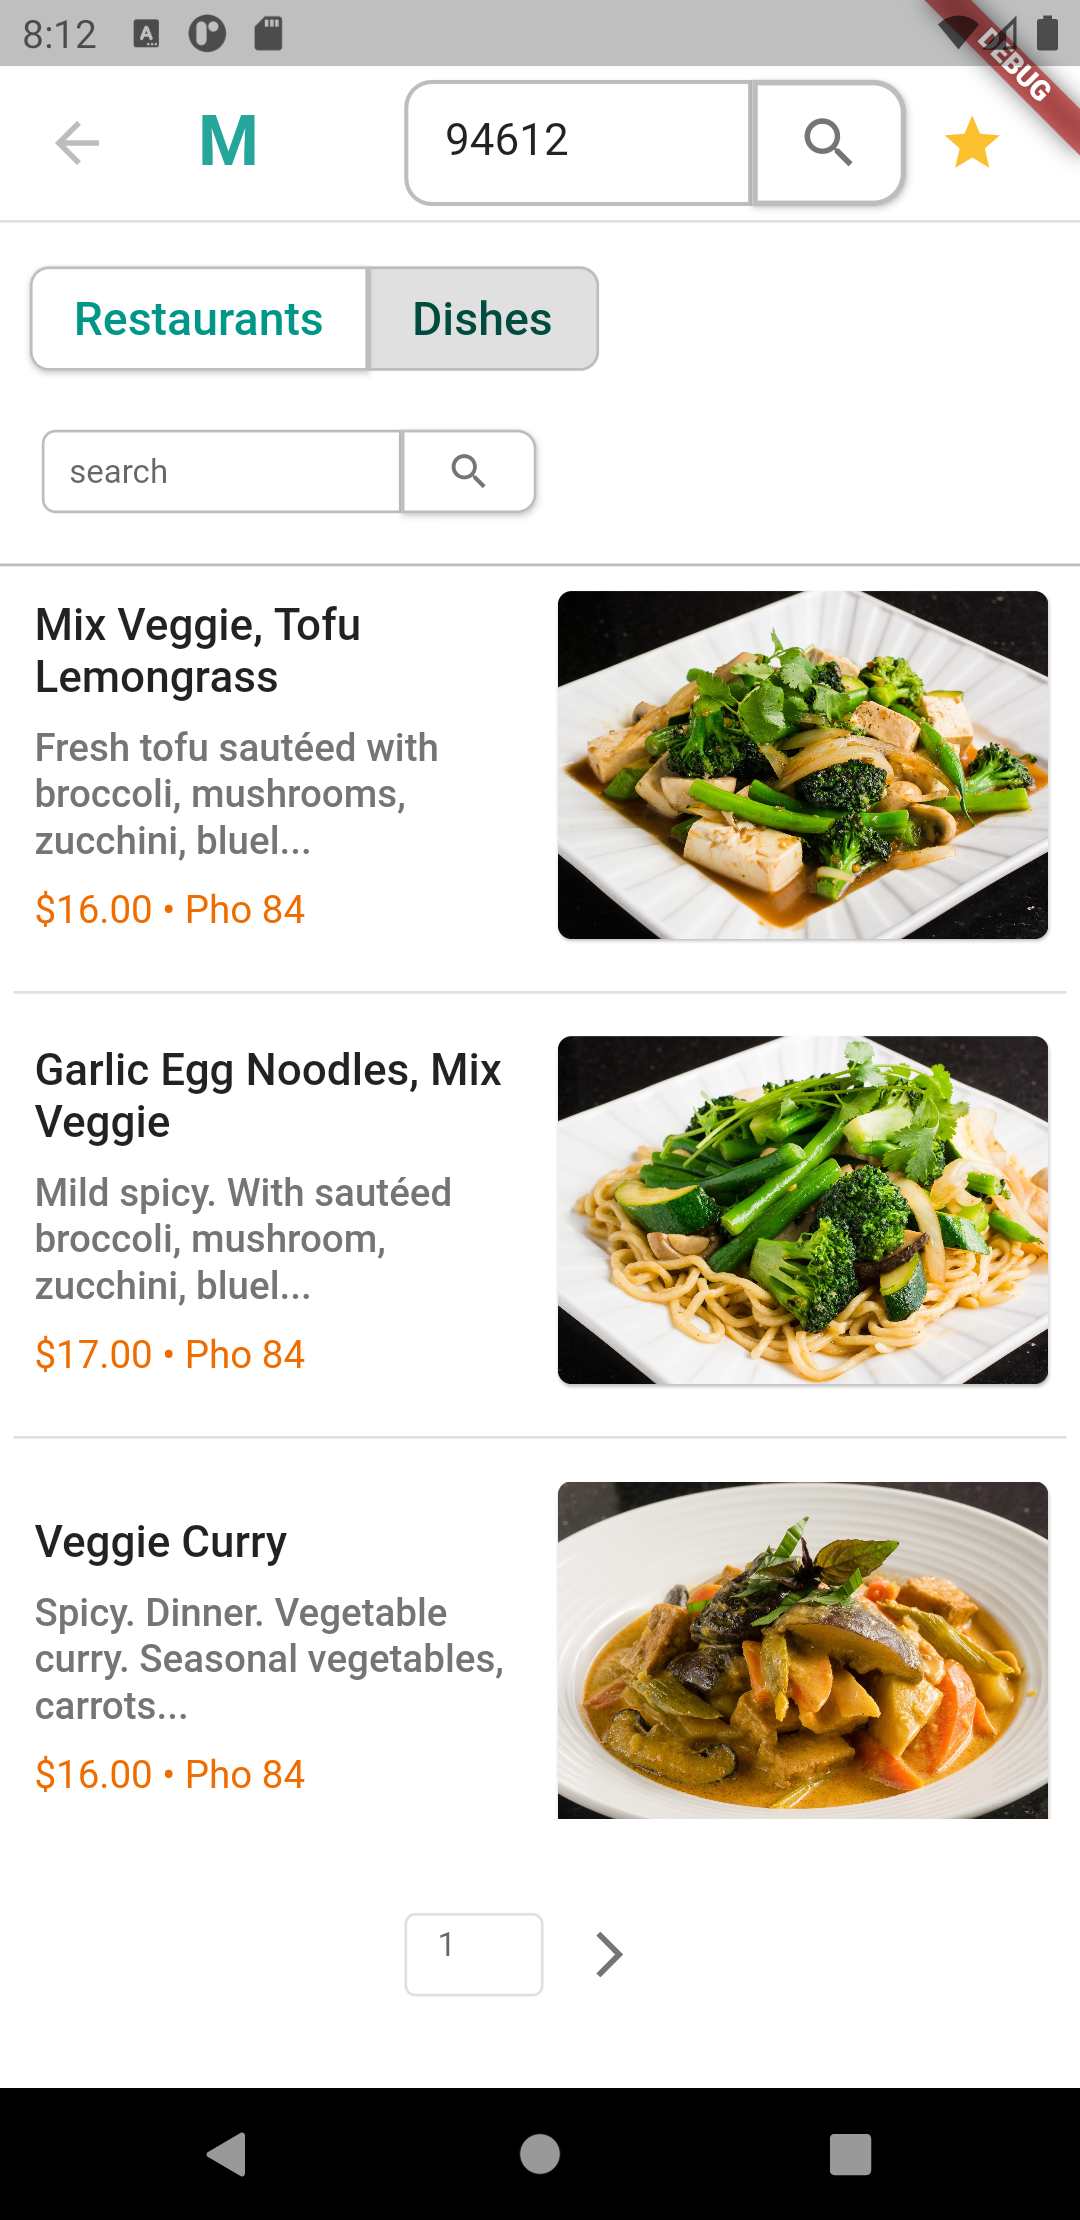 8:12
A
DEBUG
M
94612
Restaurants
Dishes
search
Mix Veggie, Tofu
Lemongrass
Fresh tofu sautéed with
broccoli, mushrooms,
zucchini, bluel...
$16.00 • Pho 84
Garlic Egg Noodles, Mix
Veggie
Mild spicy. With sautéed
broccoli, mushroom,
zucchini, bluel...
$17.00 • Pho 84
Veggie Curry
Spicy. Dinner. Vegetable
curry. Seasonal vegetables,
carrots...
$16.00 • Pho 84
1